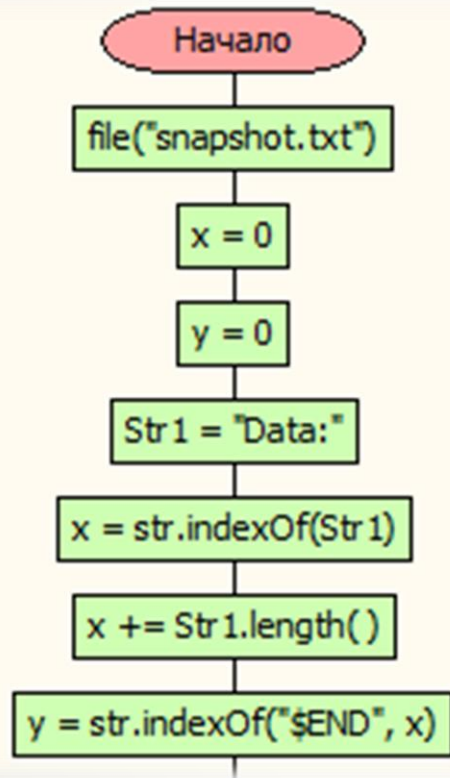 Начало
file("snapshot.txt")
x = 0
y = 0
Str1 = "Data:"
x = str.indexOf(Str1)
x += Str1.length()
y = str.indexOf("$END", x)